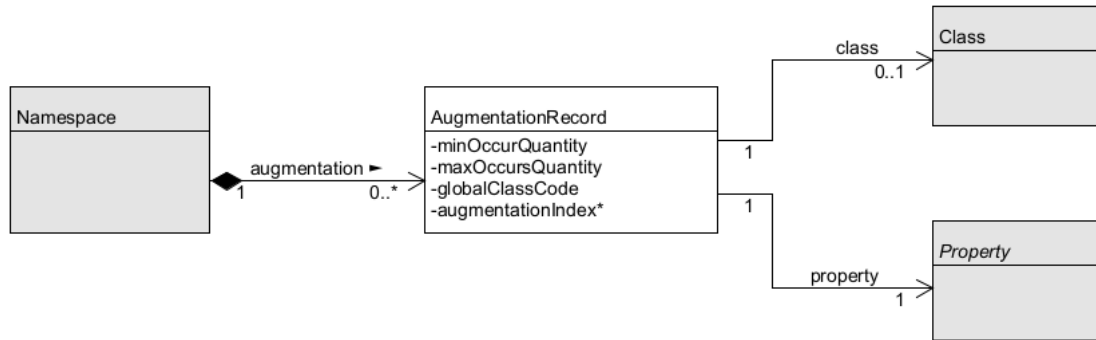 Namespace
augmentation ►
1
0..*
AugmentationRecord
-minOccurQuantity
-maxOccursQuantity
-globalClassCode
-augmentationIndex*
class
1
0..1
Class
1
property
1
Property